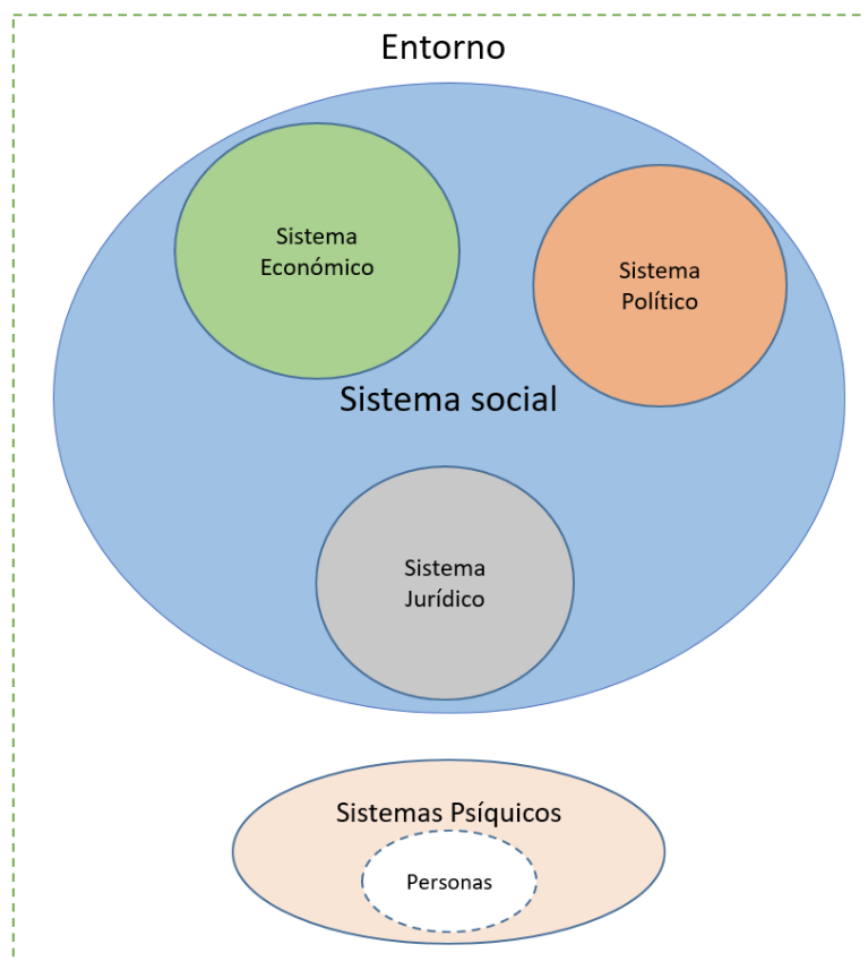 Entorno
Sistema
Económico
Sistema
Político
Sistema social
Sistema
Jurídico
Sistemas Psíquicos
Personas